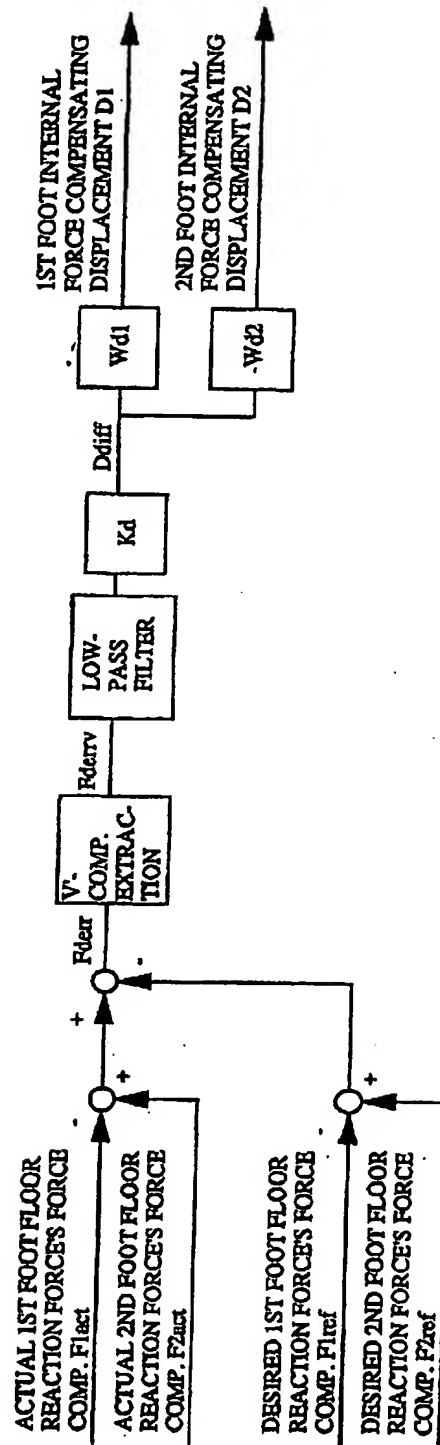 ACTUAL 1ST FOOT FLOOR
REACTION FORCE'S FORCE
COMP. F1act
ACTUAL 2ND FOOT FLOOR
REACTION FORCE'S FORCE
COMP. F2act
DESIRED 1ST FOOT FLOOR
REACTION FORCE'S FORCE
COMP. F1ref
DESIRED 2ND FOOT FLOOR
REACTION FORCE'S FORCE
COMP. F2ref
-
+
-
+
+
-
Fderr
V'-
COMP.
EXTRAC-
TION
Fderrv
LOW-
PASS
FILTER
Kd
Ddiff
Wd1
-Wd2
1ST FOOT INTERNAL
FORCE COMPENSATING
DISPLACEMENT D1
2ND FOOT INTERNAL
FORCE COMPENSATING
DISPLACEMENT D2